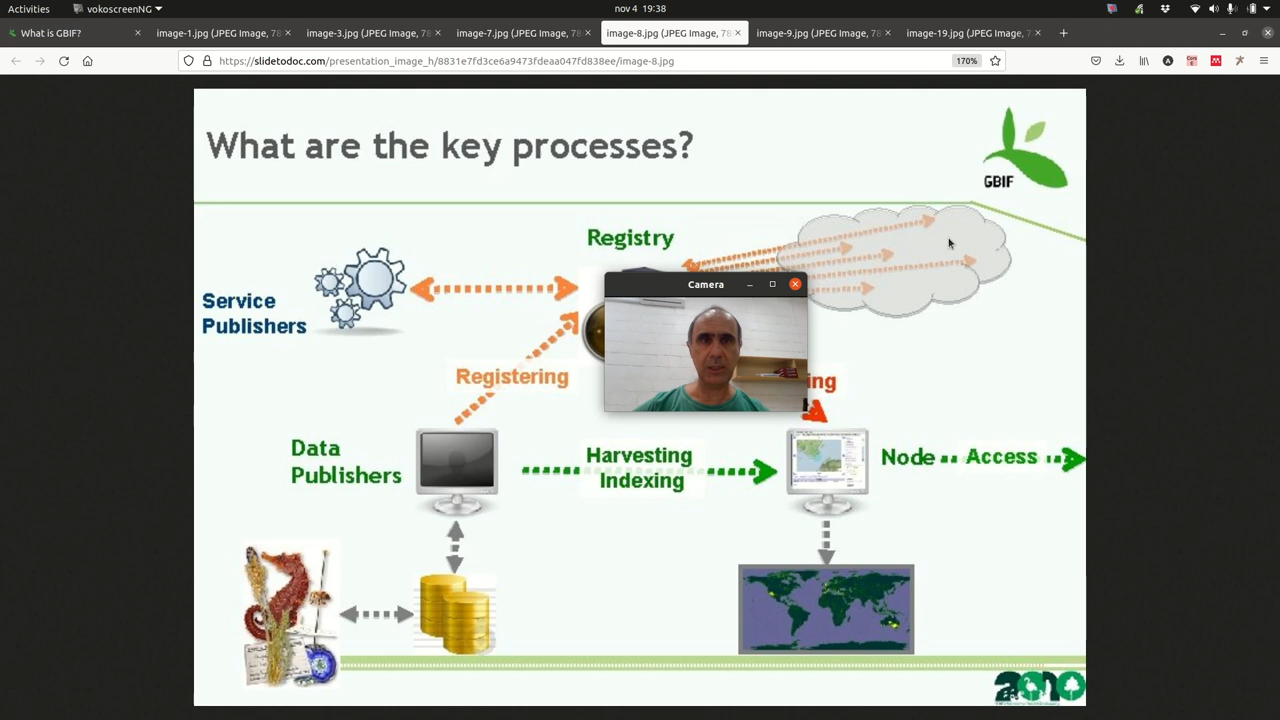 Activities
vokoscreenNG
nov 4 19:38
What is GBIF?
image-1.jpg (JPEG Image, 78
image-3.jpg (JPEG Image, 78
image-7.jpg (JPEG Image, 78
image-8.jpg (JPEG Image, 78
image-9.jpg (JPEG Image, 78
image-19.jpg (JPEG Image, 7
https://slidetodoc.com/presentation_image_h/8831e7fd3ce6a9473fdeaa047fd838ee/image-8.jpg
170%
What are the key processes?
GBIF
Registry
Service
Publishers
Camera
Registering
ing
Data
Publishers
Harvesting
Indexing
Node
Access
2010